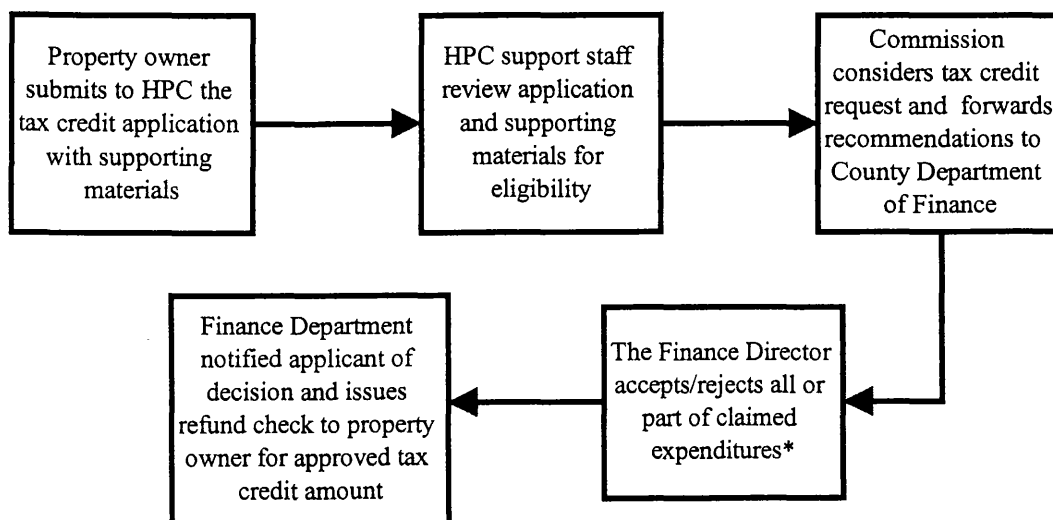 Property owner
submits to HPC the
tax credit application
with supporting
materials
HPC support staff
review application
and supporting
materials for
eligibility
Commission
considers tax credit
request and forwards
recommendations to
County Department
of Finance
The Finance Director
accepts/rejects all or
part of claimed
expenditures*
Finance Department
notified applicant of
decision and issues
refund check to property
owner for approved tax
credit amount